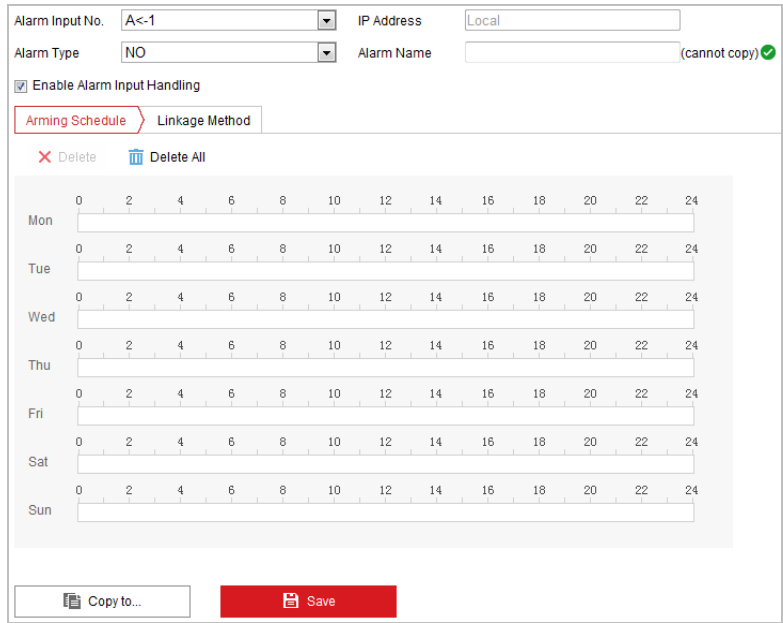 Alarm Input No. A<-1 IP Address Local
Alarm Type NO Alarm Name (cannot copy)
Enable Alarm Input Handling
Arming Schedule Linkage Method
Delete Delete All
0 2 4 6 8 10 12 14 16 18 20 22 24
Mon
0 2 4 6 8 10 12 14 16 18 20 22 24
Tue
0 2 4 6 8 10 12 14 16 18 20 22 24
Wed
0 2 4 6 8 10 12 14 16 18 20 22 24
Thu
0 2 4 6 8 10 12 14 16 18 20 22 24
Fri
0 2 4 6 8 10 12 14 16 18 20 22 24
Sat
0 2 4 6 8 10 12 14 16 18 20 22 24
Sun
Copy to... Save